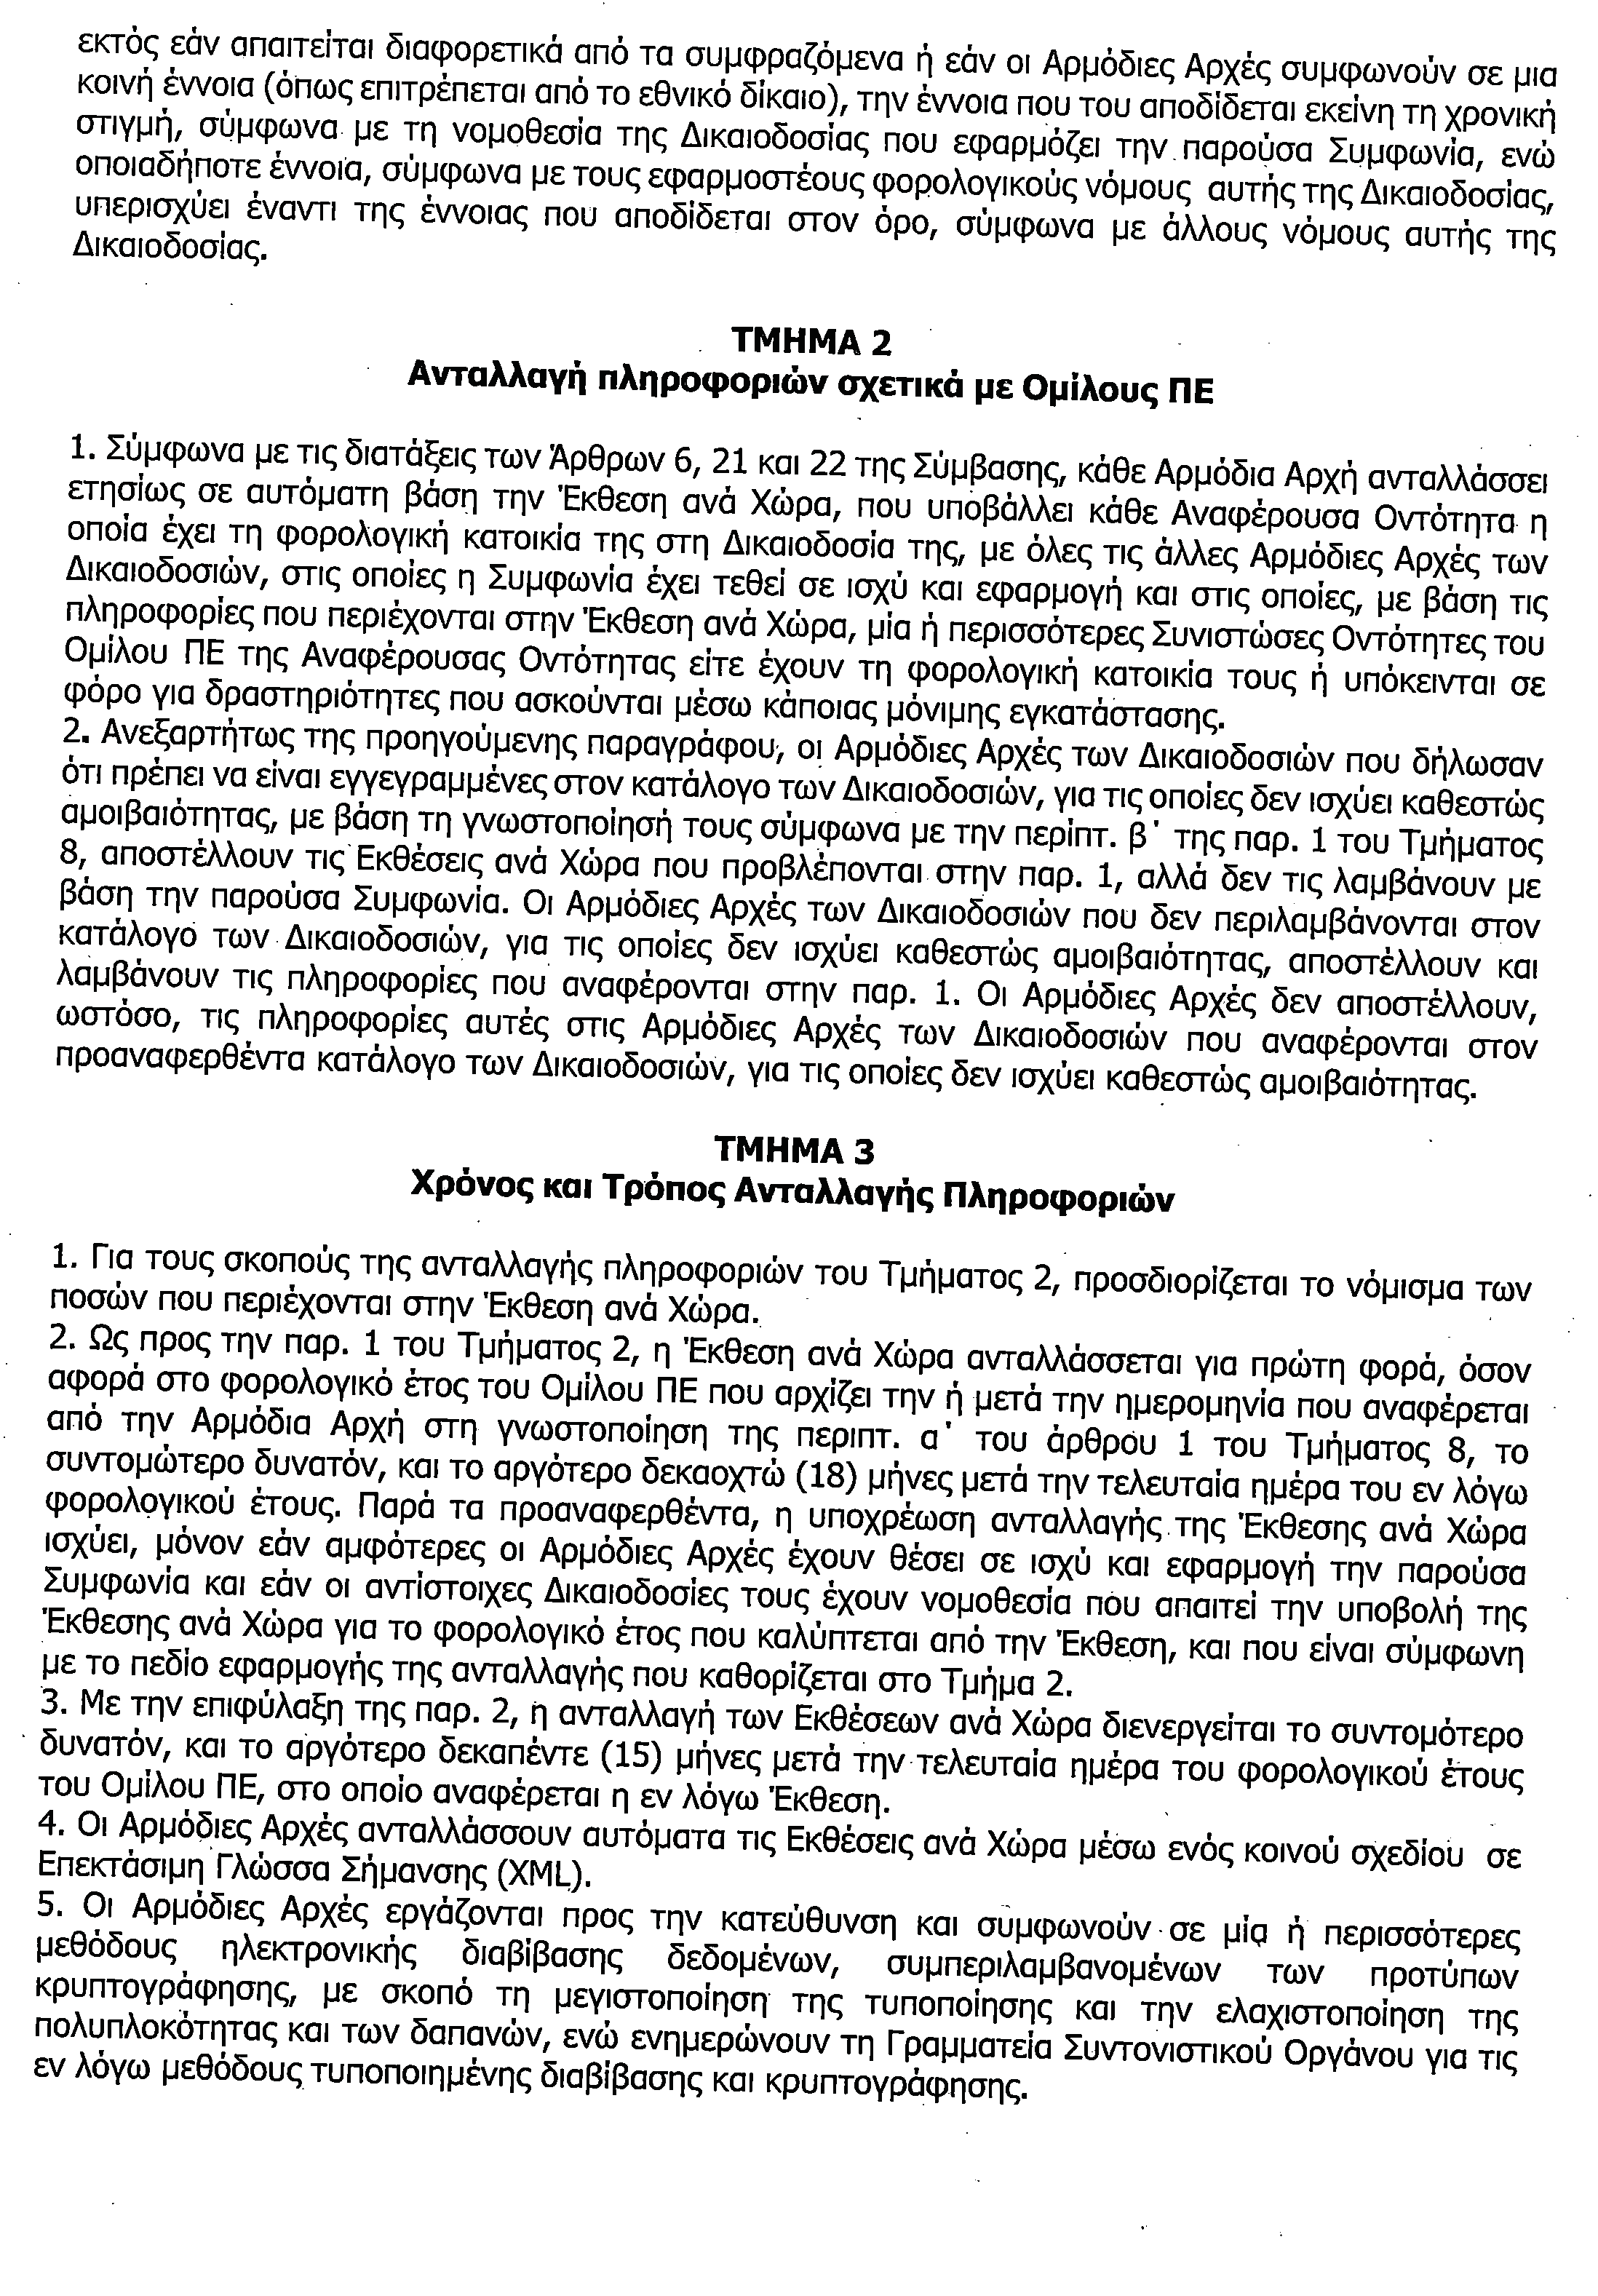 εκτός εάν απαιτείται διαφορετικά από τα συμφραζόμενα ή εάν οι Αρμόδιες Αρχές συμφωνούν σε μια
κοινή έννοια (όπως επιτρέπεται από το εθνικό δίκαιο), την έννοια που του αποδίδεται εκείνη τη χρονική
στιγμή, σύμφωνα με τη νομοθεσία της Δικαιοδοσίας που εφαρμόζει την παρούσα Συμφωνία, ενώ
οποιαδήποτε έννοια, σύμφωνα με τους εφαρμοστέους φορολογικούς νόμους αυτής της Δικαιοδοσίας,
υπερισχύει έναντι της έννοιας που αποδίδεται στον όρο, σύμφωνα με άλλους νόμους αυτής της
Δικαιοδοσίας.
ΤΜΗΜΑ 2
Ανταλλαγή πληροφοριών σχετικά με Ομίλους ΠΕ
1. Σύμφωνα με τις διατάξεις των Άρθρων 6, 21 και 22 της Σύμβασης, κάθε Αρμόδια Αρχή ανταλλάσσει
ετησίως σε αυτόματη βάση την Έκθεση ανά Χώρα, που υποβάλλει κάθε Αναφέρουσα Οντότητα η
οποία έχει τη φορολογική κατοικία της στη Δικαιοδοσία της, με όλες τις άλλες Αρμόδιες Αρχές των
Δικαιοδοσιών, στις οποίες η Συμφωνία έχει τεθεί σε ισχύ και εφαρμογή και στις οποίες, με βάση τις
πληροφορίες που περιέχονται στην Έκθεση ανά Χώρα, μία ή περισσότερες Συνιστώσες Οντότητες του
Ομίλου ΠΕ της Αναφέρουσας Οντότητας είτε έχουν τη φορολογική κατοικία τους ή υπόκεινται σε
φόρο για δραστηριότητες που ασκούνται μέσω κάποιας μόνιμης εγκατάστασης.
2. Ανεξαρτήτως της προηγούμενης παραγράφου, οι Αρμόδιες Αρχές των Δικαιοδοσιών που δήλωσαν
ότι πρέπει να είναι εγγεγραμμένες στον κατάλογο των Δικαιοδοσιών, για τις οποίες δεν ισχύει καθεστώς
αμοιβαιότητας, με βάση τη γνωστοποίησή τους σύμφωνα με την περίπτ. β΄ της παρ. 1 του Τμήματος
8, αποστέλλουν τις Εκθέσεις ανά Χώρα που προβλέπονται στην παρ. 1, αλλά δεν τις λαμβάνουν με
βάση την παρούσα Συμφωνία. Οι Αρμόδιες Αρχές των Δικαιοδοσιών που δεν περιλαμβάνονται στον
κατάλογο των Δικαιοδοσιών, για τις οποίες δεν ισχύει καθεστώς αμοιβαιότητας, αποστέλλουν και
λαμβάνουν τις πληροφορίες που αναφέρονται στην παρ. 1. Οι Αρμόδιες Αρχές δεν αποστέλλουν,
ωστόσο, τις πληροφορίες αυτές στις Αρμόδιες Αρχές των Δικαιοδοσιών που αναφέρονται στον
προαναφερθέντα κατάλογο των Δικαιοδοσιών, για τις οποίες δεν ισχύει καθεστώς αμοιβαιότητας.
ΤΜΗΜΑ 3
Χρόνος και Τρόπος Ανταλλαγής Πληροφοριών
1. Για τους σκοπούς της ανταλλαγής πληροφοριών του Τμήματος 2, προσδιορίζεται το νόμισμα των
ποσών που περιέχονται στην Έκθεση ανά Χώρα.
2. Ως προς την παρ. 1 του Τμήματος 2, η Έκθεση ανά Χώρα ανταλλάσσεται για πρώτη φορά, όσον
αφορά στο φορολογικό έτος του Ομίλου ΠΕ που αρχίζει την ή μετά την ημερομηνία που αναφέρεται
από την Αρμόδια Αρχή στη γνωστοποίηση της περιπτ. α΄ του άρθρου 1 του Τμήματος 8, το
συντομώτερο δυνατόν, και το αργότερο δεκαοχτώ (18) μήνες μετά την τελευταία ημέρα του εν λόγω
φορολογικού έτους. Παρά τα προαναφερθέντα, η υποχρέωση ανταλλαγής της Έκθεσης ανά Χώρα
ισχύει, μόνον εάν αμφότερες οι Αρμόδιες Αρχές έχουν θέσει σε ισχύ και εφαρμογή την παρούσα
Συμφωνία και εάν οι αντίστοιχες Δικαιοδοσίες τους έχουν νομοθεσία που απαιτεί την υποβολή της
Έκθεσης ανά Χώρα για το φορολογικό έτος που καλύπτεται από την Έκθεση, και που είναι σύμφωνη
με το πεδίο εφαρμογής της ανταλλαγής που καθορίζεται στο Τμήμα 2.
3. Με την επιφύλαξη της παρ. 2, η ανταλλαγή των Εκθέσεων ανά Χώρα διενεργείται το συντομότερο
δυνατόν, και το αργότερο δεκαπέντε (15) μήνες μετά την τελευταία ημέρα του φορολογικού έτους
του Ομίλου ΠΕ, στο οποίο αναφέρεται η εν λόγω Έκθεση.
4. Οι Αρμόδιες Αρχές ανταλλάσσουν αυτόματα τις Εκθέσεις ανά Χώρα μέσω ενός κοινού σχεδίου σε
Επεκτάσιμη Γλώσσα Σήμανσης (XML).
5. Οι Αρμόδιες Αρχές εργάζονται προς την κατεύθυνση και συμφωνούν σε μία ή περισσότερες
μεθόδους ηλεκτρονικής διαβίβασης δεδομένων, συμπεριλαμβανομένων των προτύπων
κρυπτογράφησης, με σκοπό τη μεγιστοποίηση της τυποποίησης και την ελαχιστοποίηση της
πολυπλοκότητας και των δαπανών, ενώ ενημερώνουν τη Γραμματεία Συντονιστικού Οργάνου για τις
εν λόγω μεθόδους τυποποιημένης διαβίβασης και κρυπτογράφησης.